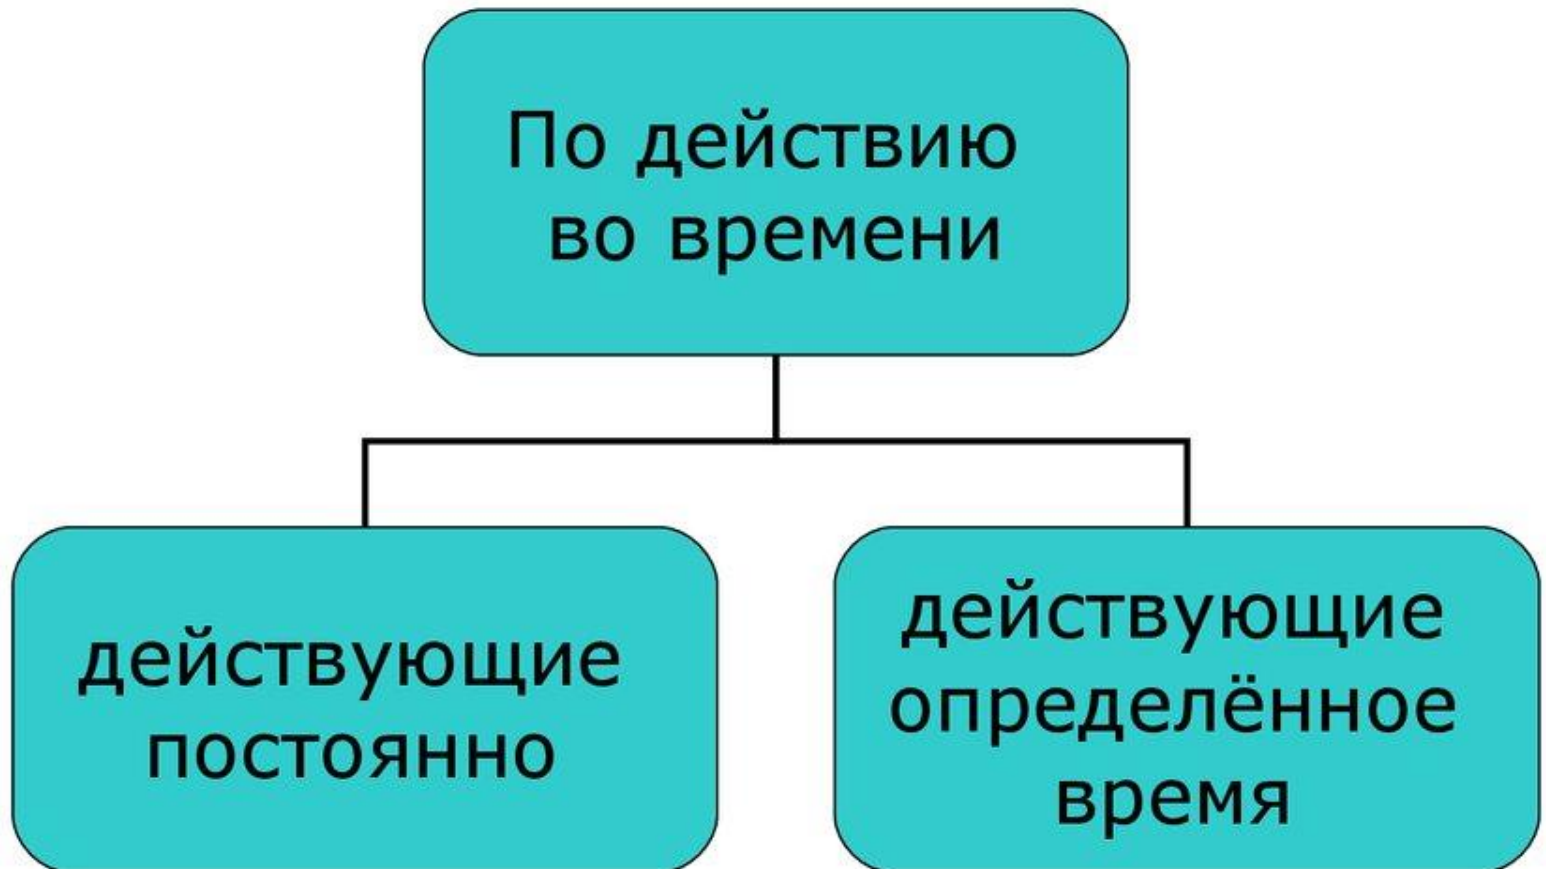 По действию
во времени
действующие
постоянно
действующие
определённое
время